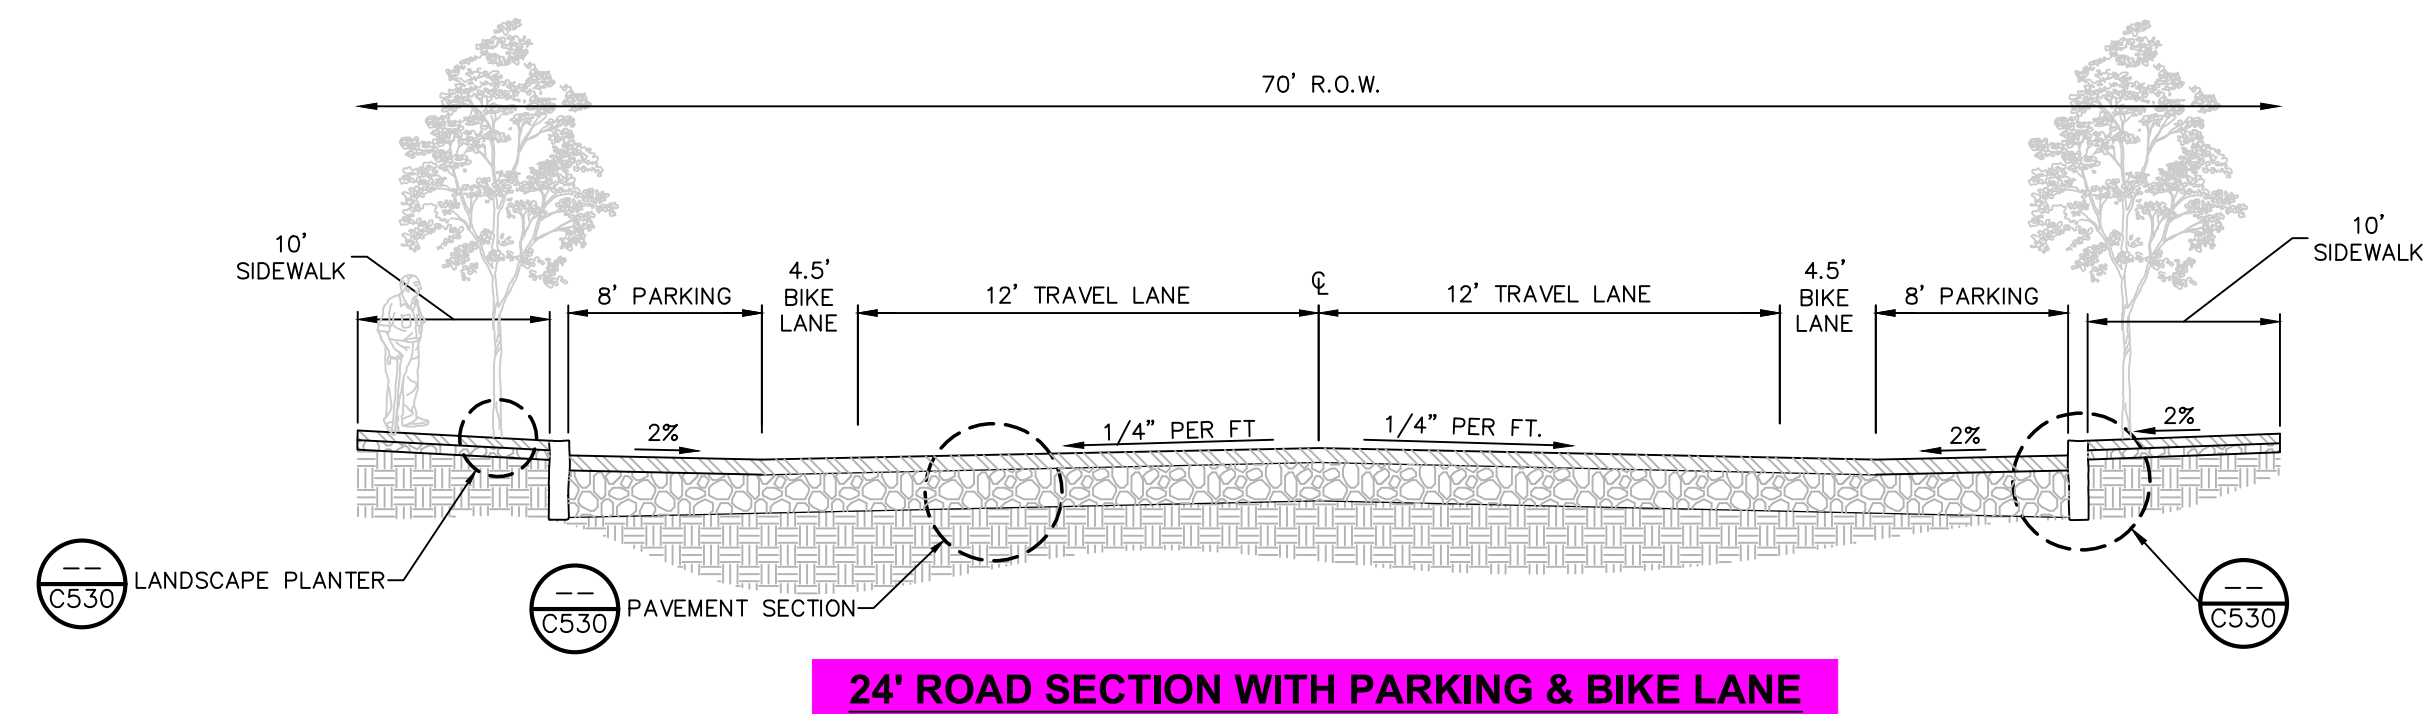 70' R.O.W.
10'
SIDEWALK
8' PARKING
4.5'
BIKE
LANE
12' TRAVEL LANE
℄
12' TRAVEL LANE
4.5'
BIKE
LANE
8' PARKING
10'
SIDEWALK
2%
1/4" PER FT
1/4" PER FT.
2%
2%
--
C530
LANDSCAPE PLANTER
--
C530
PAVEMENT SECTION
--
C530
24' ROAD SECTION WITH PARKING & BIKE LANE